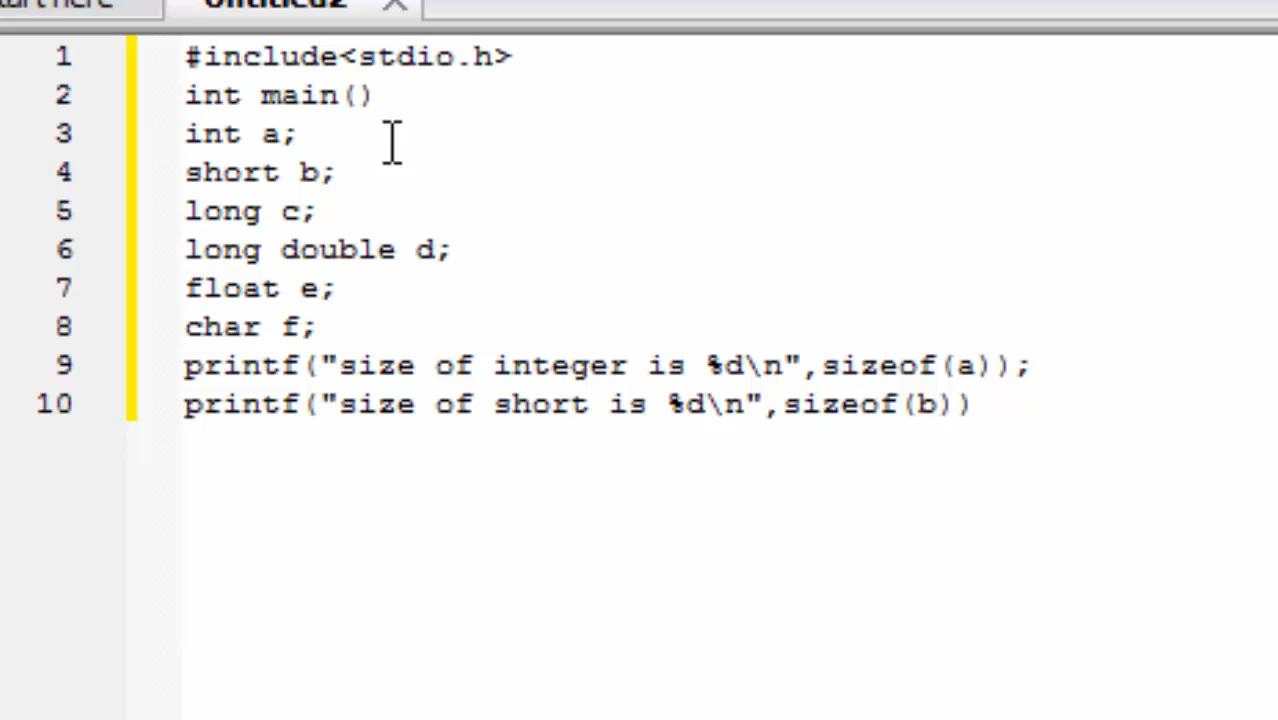 Untitled2
1 #include<stdio.h>
2 int main()
3 int a;
4 short b;
5 long c;
6 long double d;
7 float e;
8 char f;
9 printf("size of integer is %d\n",sizeof(a));
10 printf("size of short is %d\n",sizeof(b))